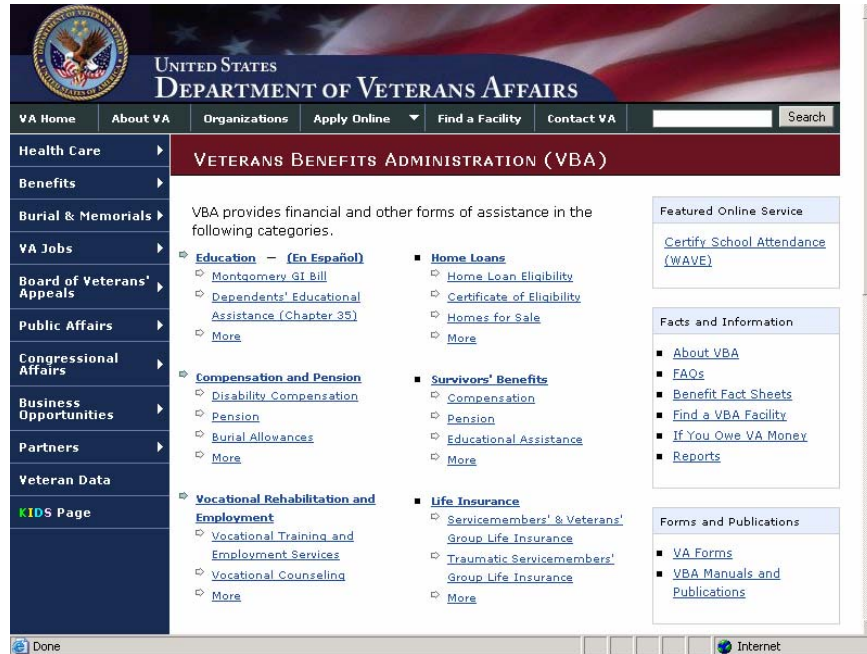 UNITED STATES
DEPARTMENT OF VETERANS AFFAIRS
VA Home
About VA
Organizations
Apply Online
Find a Facility
Contact VA
Search
Health Care
Benefits
Burial & Memorials
VA Jobs
Board of Veterans'
Appeals
Public Affairs
Congressional
Affairs
Business
Opportunities
Partners
Veteran Data
KIDS Page
VETERANS BENEFITS ADMINISTRATION (VBA)
VBA provides financial and other forms of assistance in the
following categories.
Education – (En Español)
Montgomery GI Bill
Dependents' Educational
Assistance (Chapter 35)
More
Compensation and Pension
Disability Compensation
Pension
Burial Allowances
More
Vocational Rehabilitation and
Employment
Vocational Training and
Employment Services
Vocational Counseling
More
Home Loans
Home Loan Eligibility
Certificate of Eligibility
Homes for Sale
More
Survivors' Benefits
Compensation
Pension
Educational Assistance
More
Life Insurance
Servicemembers' & Veterans'
Group Life Insurance
Traumatic Servicemembers'
Group Life Insurance
More
Featured Online Service
Certify School Attendance
(WAVE)
Facts and Information
About VBA
FAQs
Benefit Fact Sheets
Find a VBA Facility
If You Owe VA Money
Reports
Forms and Publications
VA Forms
VBA Manuals and
Publications
Done
Internet